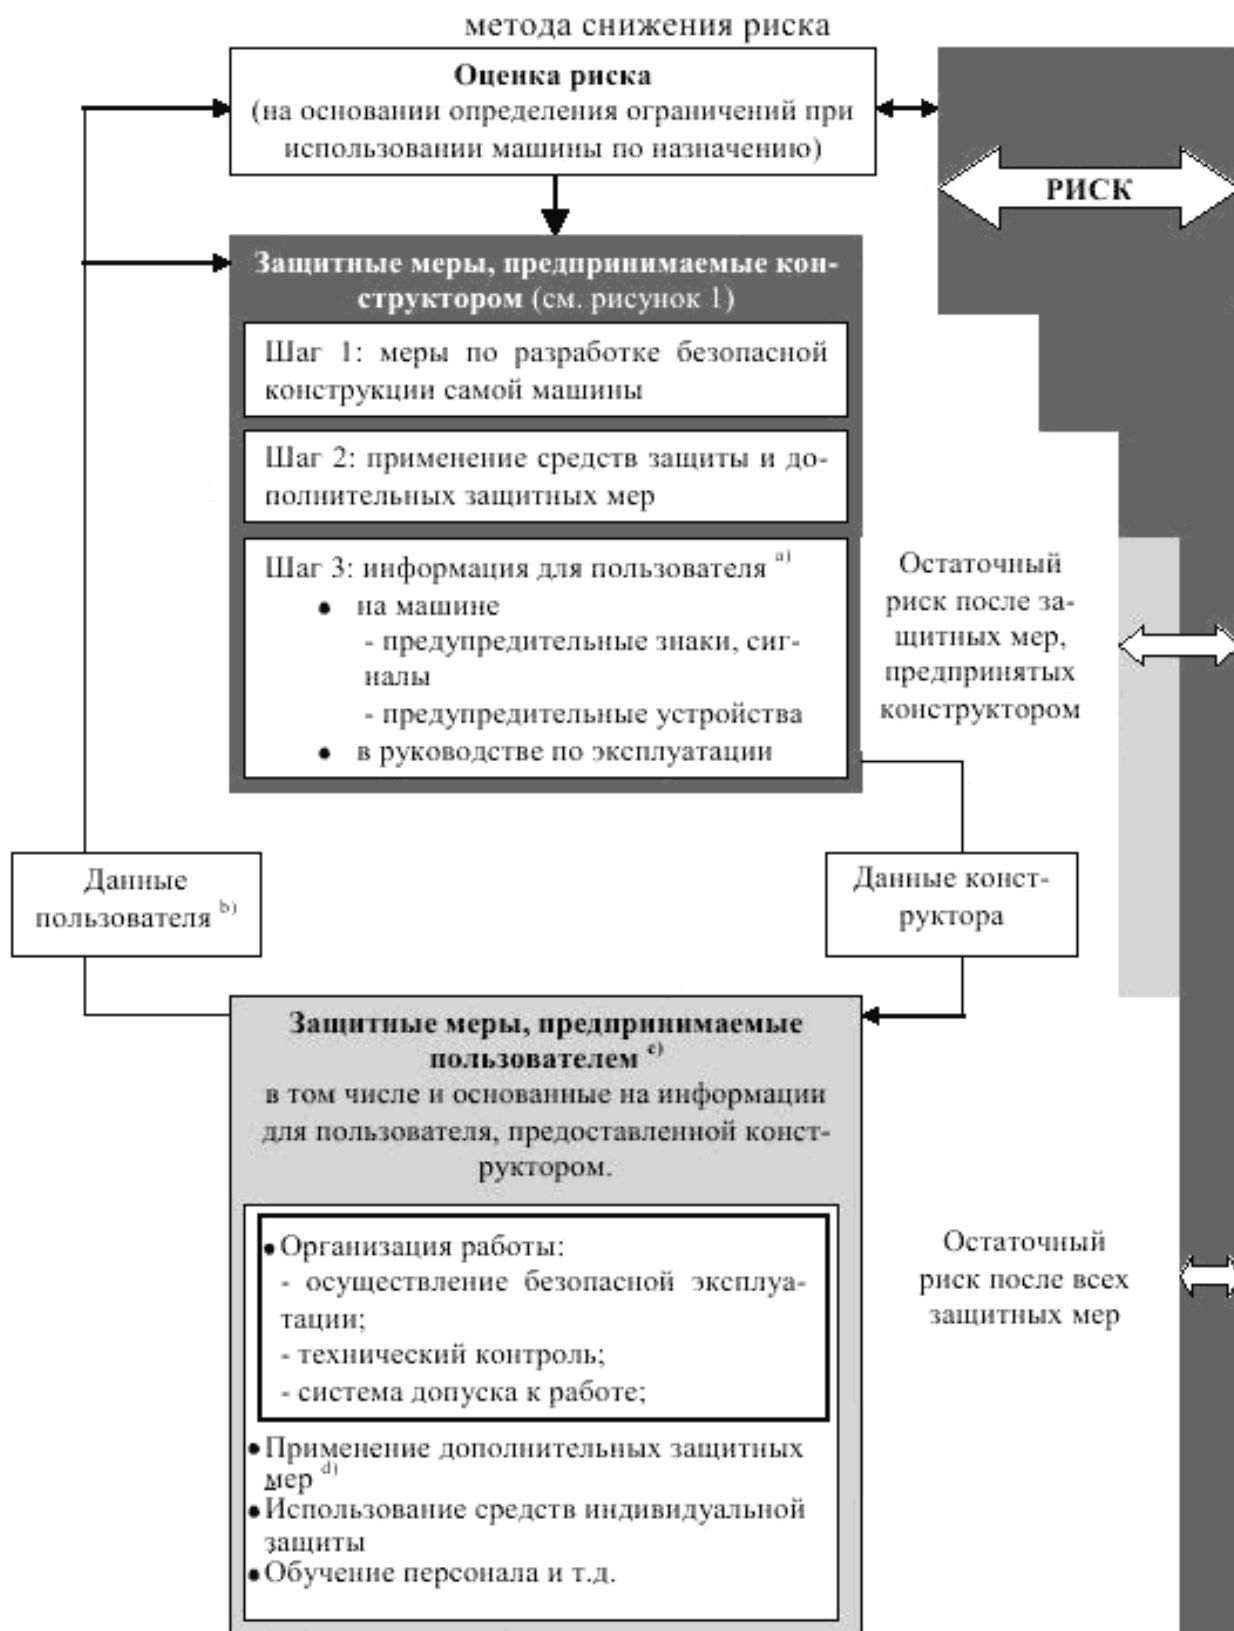 метода снижения риска
Оценка риска
(на основании определения ограничений при
использовании машины по назначению)
РИСК
Защитные меры, предпринимаемые кон-
структором (см. рисунок 1)
Шаг 1: меры по разработке безопасной
конструкции самой машины
Шаг 2: применение средств защиты и до-
полнительных защитных мер
Шаг 3: информация для пользователя a)
● на машине
- предупредительные знаки, сиг-
налы
- предупредительные устройства
● в руководстве по эксплуатации
Остаточный
риск после за-
щитных мер,
предпринятых
конструктором
Данные
пользователя b)
Данные конст-
руктора
Защитные меры, предпринимаемые
пользователем c)
в том числе и основанные на информации
для пользователя, предоставленной конст-
руктором.
● Организация работы:
- осуществление безопасной эксплуа-
тации;
- технический контроль;
- система допуска к работе;
● Применение дополнительных защитных
мер d)
● Использование средств индивидуальной
защиты
● Обучение персонала и т.д.
Остаточный
риск после всех
защитных мер